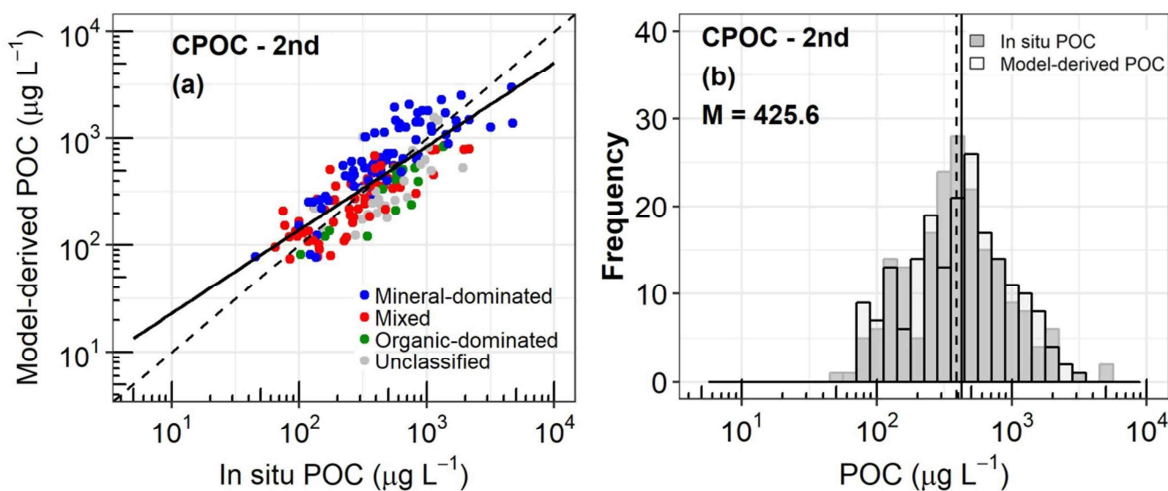 CPOC - 2nd
(a)
Model-derived POC (μg L⁻¹)
10⁴
10³
10²
10¹
Mineral-dominated
Mixed
Organic-dominated
Unclassified
10¹ 10² 10³ 10⁴
In situ POC (μg L⁻¹)
CPOC - 2nd
(b)
M = 425.6
In situ POC
Model-derived POC
Frequency
40
30
20
10
0
10¹ 10² 10³ 10⁴
POC (μg L⁻¹)